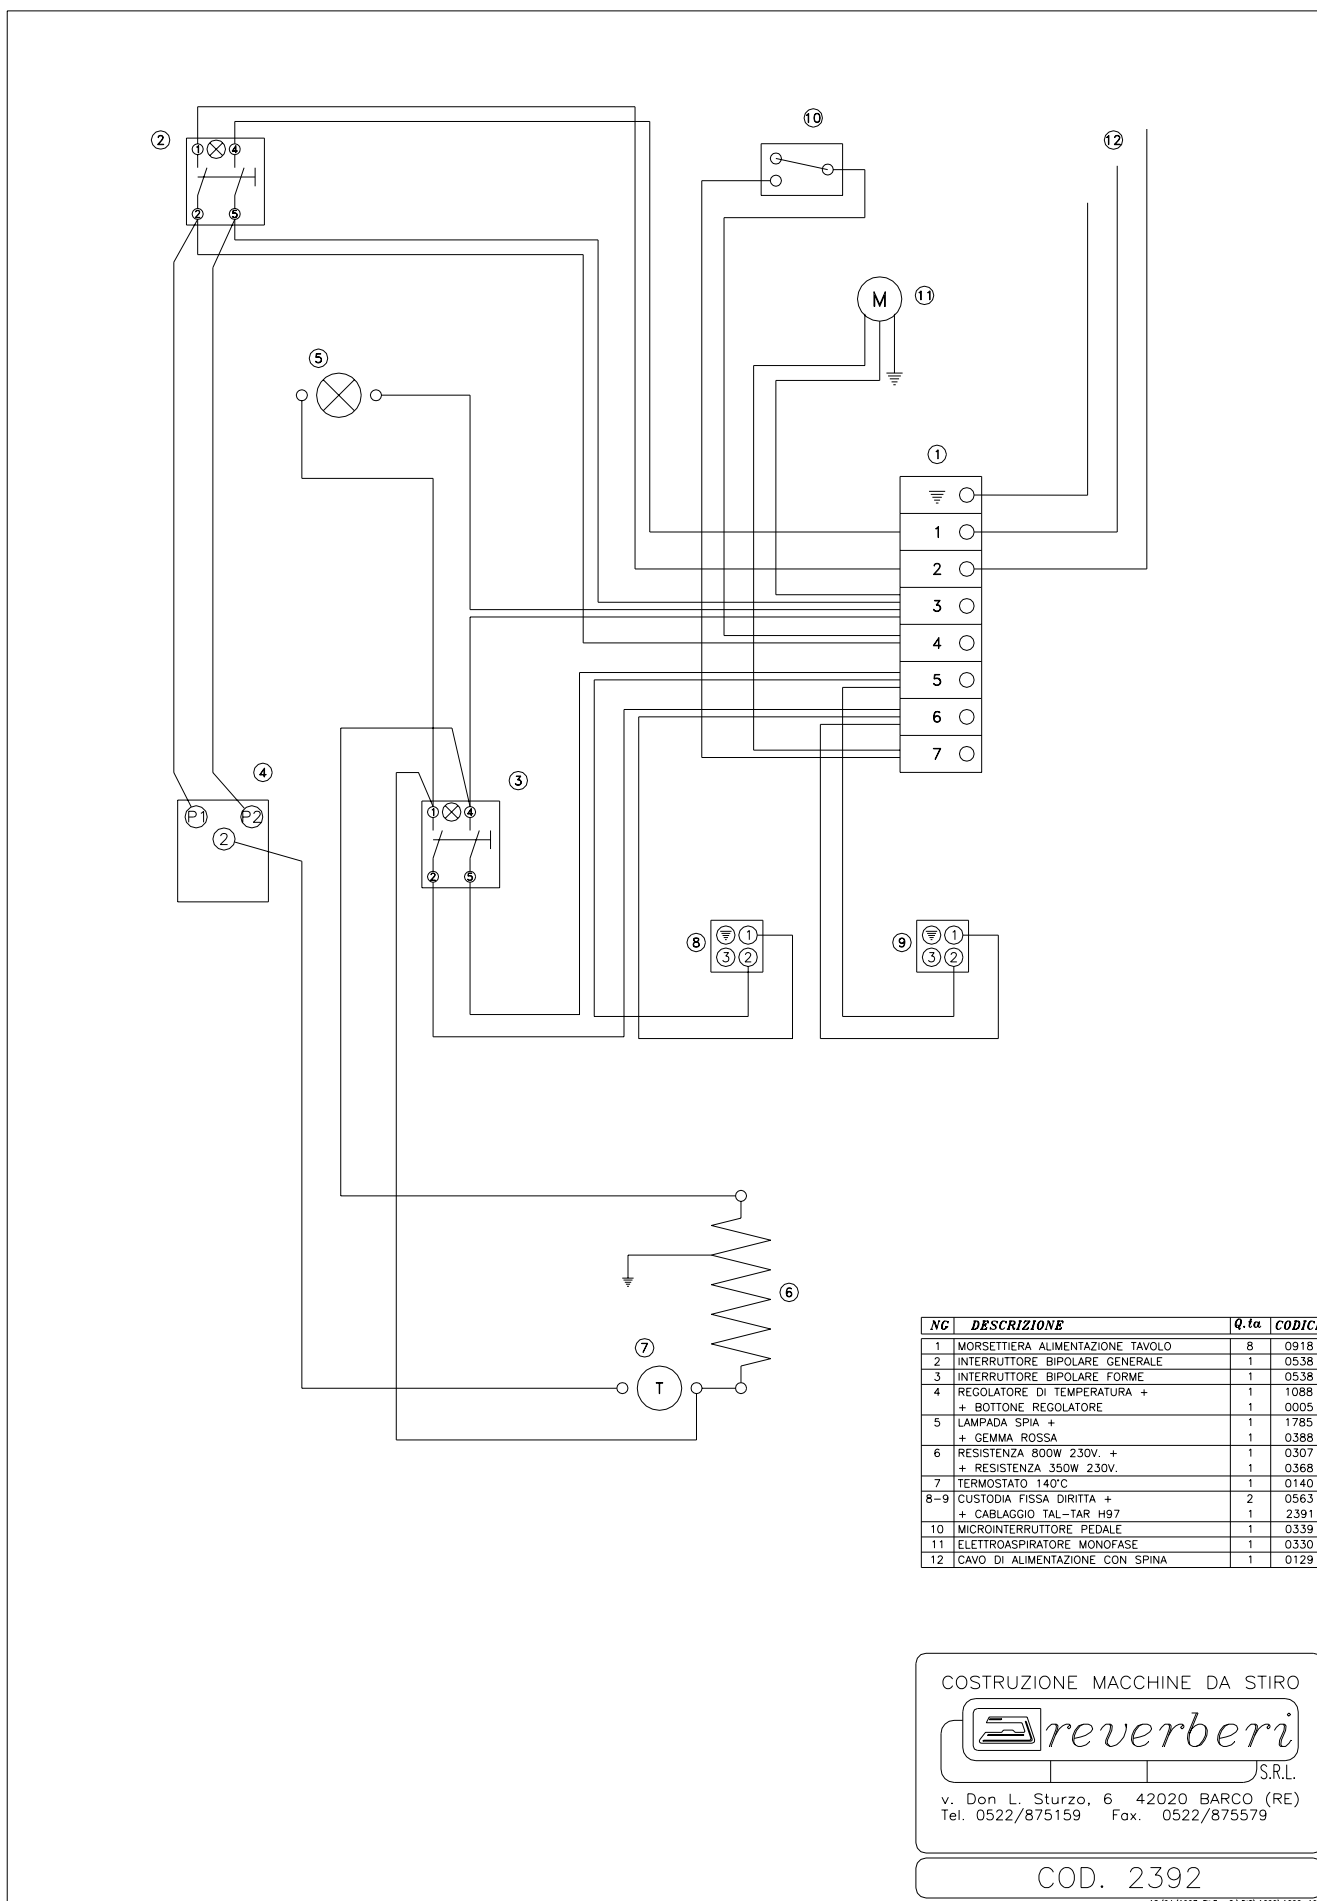 10
12
2
1 4
2 5
M 11
5
1
1
2
3
4
5
6
7
4
3
P1 P2
2
1 4
2 5
8 1
3 2
9 1
3 2
6
7
T
NG DESCRIZIONE Q.ta CODIC
1 MORSETTIERA ALIMENTAZIONE TAVOLO 8 0918
2 INTERRUTTORE BIPOLARE GENERALE 1 0538
3 INTERRUTTORE BIPOLARE FORME 1 0538
4 REGOLATORE DI TEMPERATURA + 1 1088
+ BOTTONE REGOLATORE 1 0005
5 LAMPADA SPIA + 1 1785
+ GEMMA ROSSA 1 0388
6 RESISTENZA 800W 230V. + 1 0307
+ RESISTENZA 350W 230V. 1 0368
7 TERMOSTATO 140°C 1 0140
8-9 CUSTODIA FISSA DIRITTA + 2 0563
+ CABLAGGIO TAL-TAR H97 1 2391
10 MICROINTERRUTTORE PEDALE 1 0339
11 ELETTROASPIRATORE MONOFASE 1 0330
12 CAVO DI ALIMENTAZIONE CON SPINA 1 0129
COSTRUZIONE MACCHINE DA STIRO
reverberi
S.R.L.
v. Don L. Sturzo, 6 42020 BARCO (RE)
Tel. 0522/875159 Fax. 0522/875579
COD. 2392